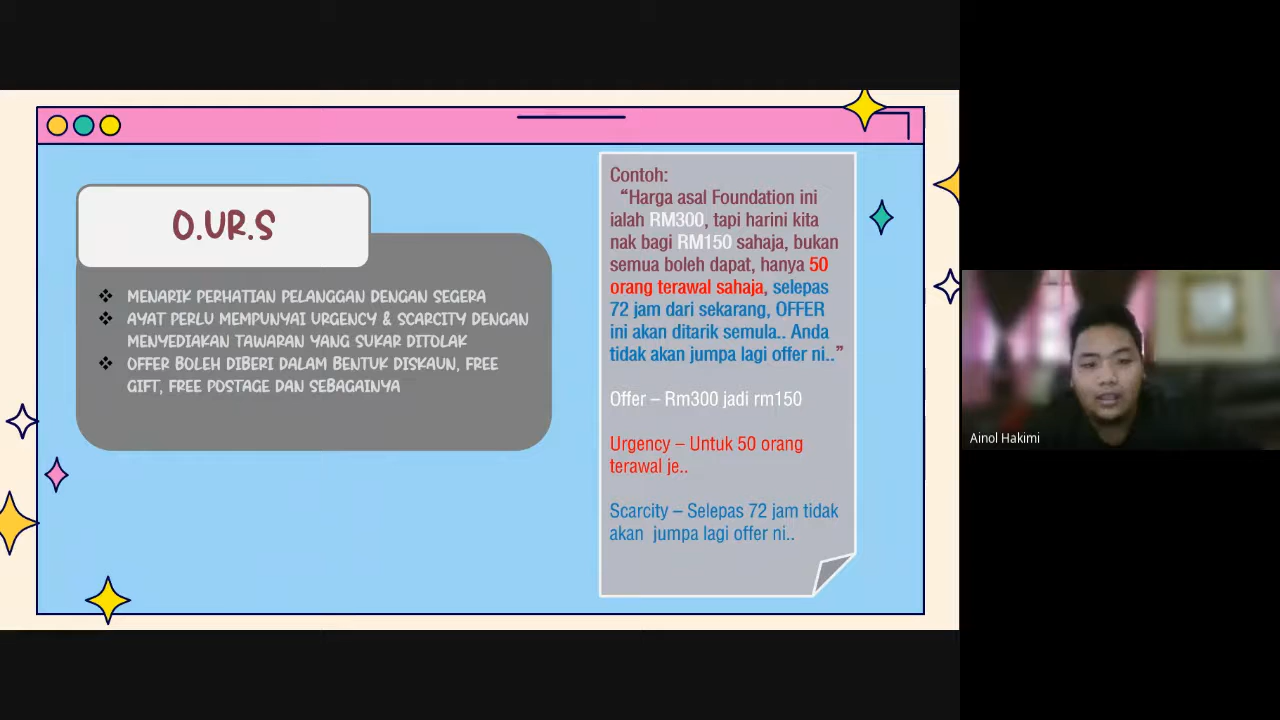 O.UR.S
❖ MENARIK PERHATIAN PELANGGAN DENGAN SEGERA
❖ AYAT PERLU MEMPUNYAI URGENCY & SCARCITY DENGAN
MENYEDIAKAN TAWARAN YANG SUKAR DITOLAK
❖ OFFER BOLEH DIBERI DALAM BENTUK DISKAUN, FREE
GIFT, FREE POSTAGE DAN SEBAGAINYA
Contoh:
“Harga asal Foundation ini
ialah RM300, tapi harini kita
nak bagi RM150 sahaja, bukan
semua boleh dapat, hanya 50
orang terawal sahaja, selepas
72 jam dari sekarang, OFFER
ini akan ditarik semula.. Anda
tidak akan jumpa lagi offer ni..”
Offer – Rm300 jadi rm150
Urgency – Untuk 50 orang
terawal je..
Scarcity – Selepas 72 jam tidak
akan jumpa lagi offer ni..
Ainol Hakimi